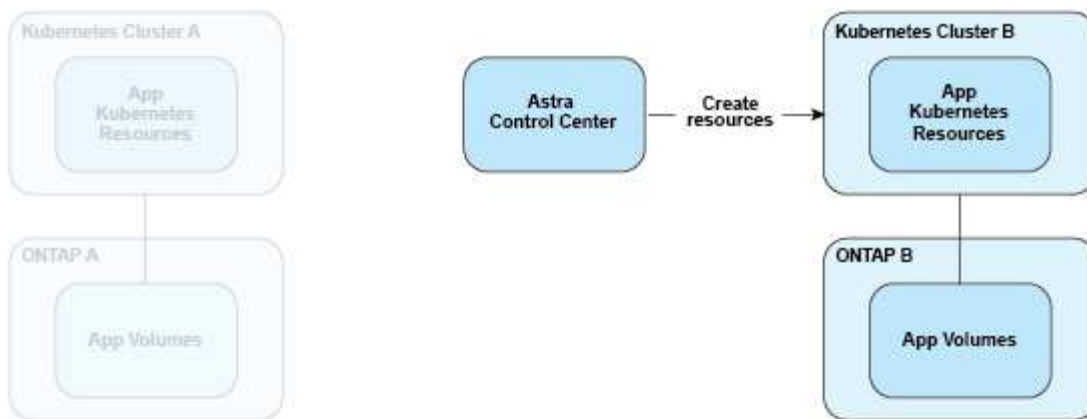 Kubernetes Cluster A
App
Kubernetes
Resources
ONTAP A
App Volumes
Astra
Control Center
Create
resources
Kubernetes Cluster B
App
Kubernetes
Resources
ONTAP B
App Volumes